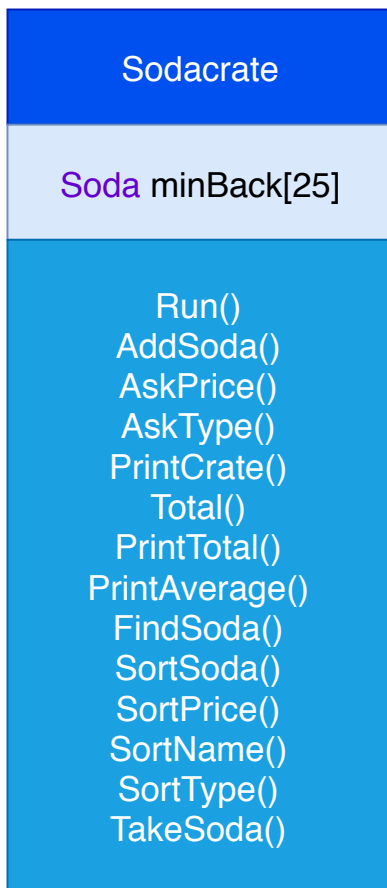 Sodacrate
Soda minBack[25]
Run()
AddSoda()
AskPrice()
AskType()
PrintCrate()
Total()
PrintTotal()
PrintAverage()
FindSoda()
SortSoda()
SortPrice()
SortName()
SortType()
TakeSoda()